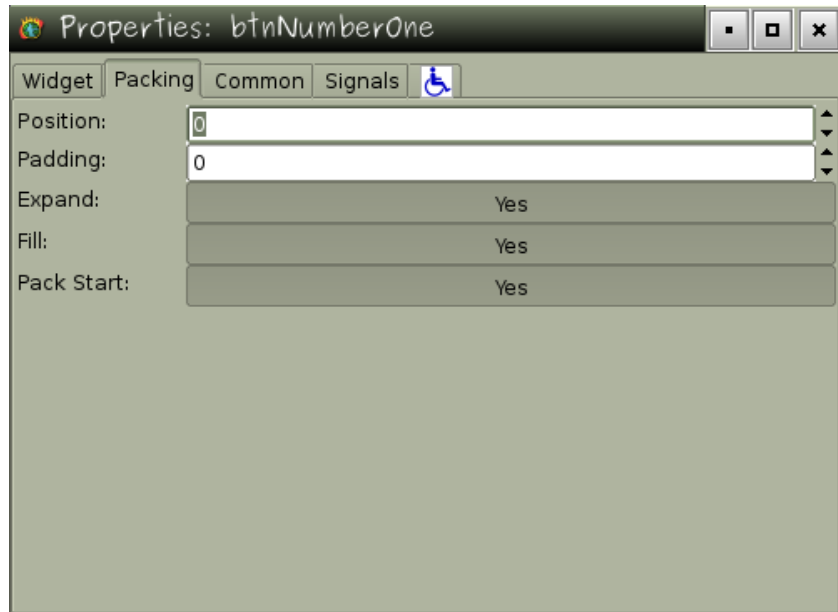 Properties: btnNumberOne
Widget Packing Common Signals
Position: 0
Padding: 0
Expand: Yes
Fill: Yes
Pack Start: Yes